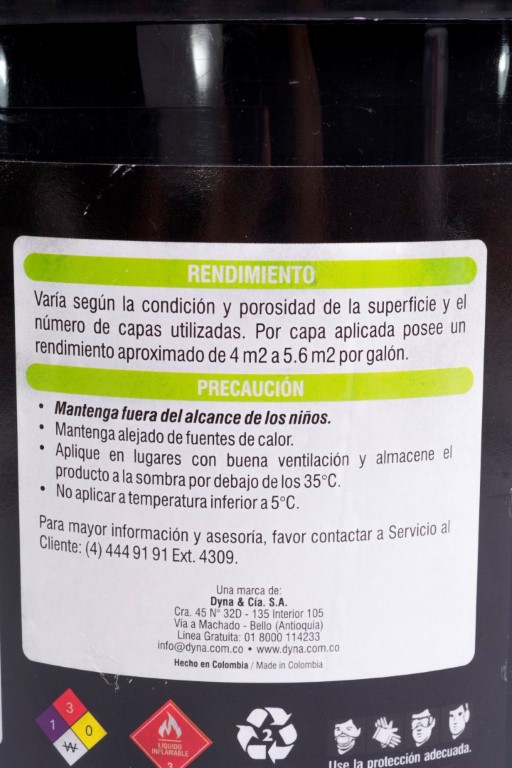 RENDIMIENTO
Varía según la condición y porosidad de la superficie y el
número de capas utilizadas. Por capa aplicada posee un
rendimiento aproximado de 4 m2 a 5.6 m2 por galón.
PRECAUCIÓN
• Mantenga fuera del alcance de los niños.
• Mantenga alejado de fuentes de calor.
• Aplique en lugares con buena ventilación y almacene el
producto a la sombra por debajo de los 35°C.
• No aplicar a temperatura inferior a 5°C.
Para mayor información y asesoría, favor contactar a Servicio al
Cliente: (4) 444 91 91 Ext. 4309.
Una marca de:
Dyna & Cía. S.A.
Cra. 45 N° 32D - 135 Interior 105
Vía a Machado - Bello (Antioquia)
Línea Gratuita: 01 8000 114233
info@dyna.com.co • www.dyna.com.co
Hecho en Colombia / Made in Colombia
3
1 0
W
LÍQUIDO
INFLAMABLE
3
2
Use la protección adecuada.